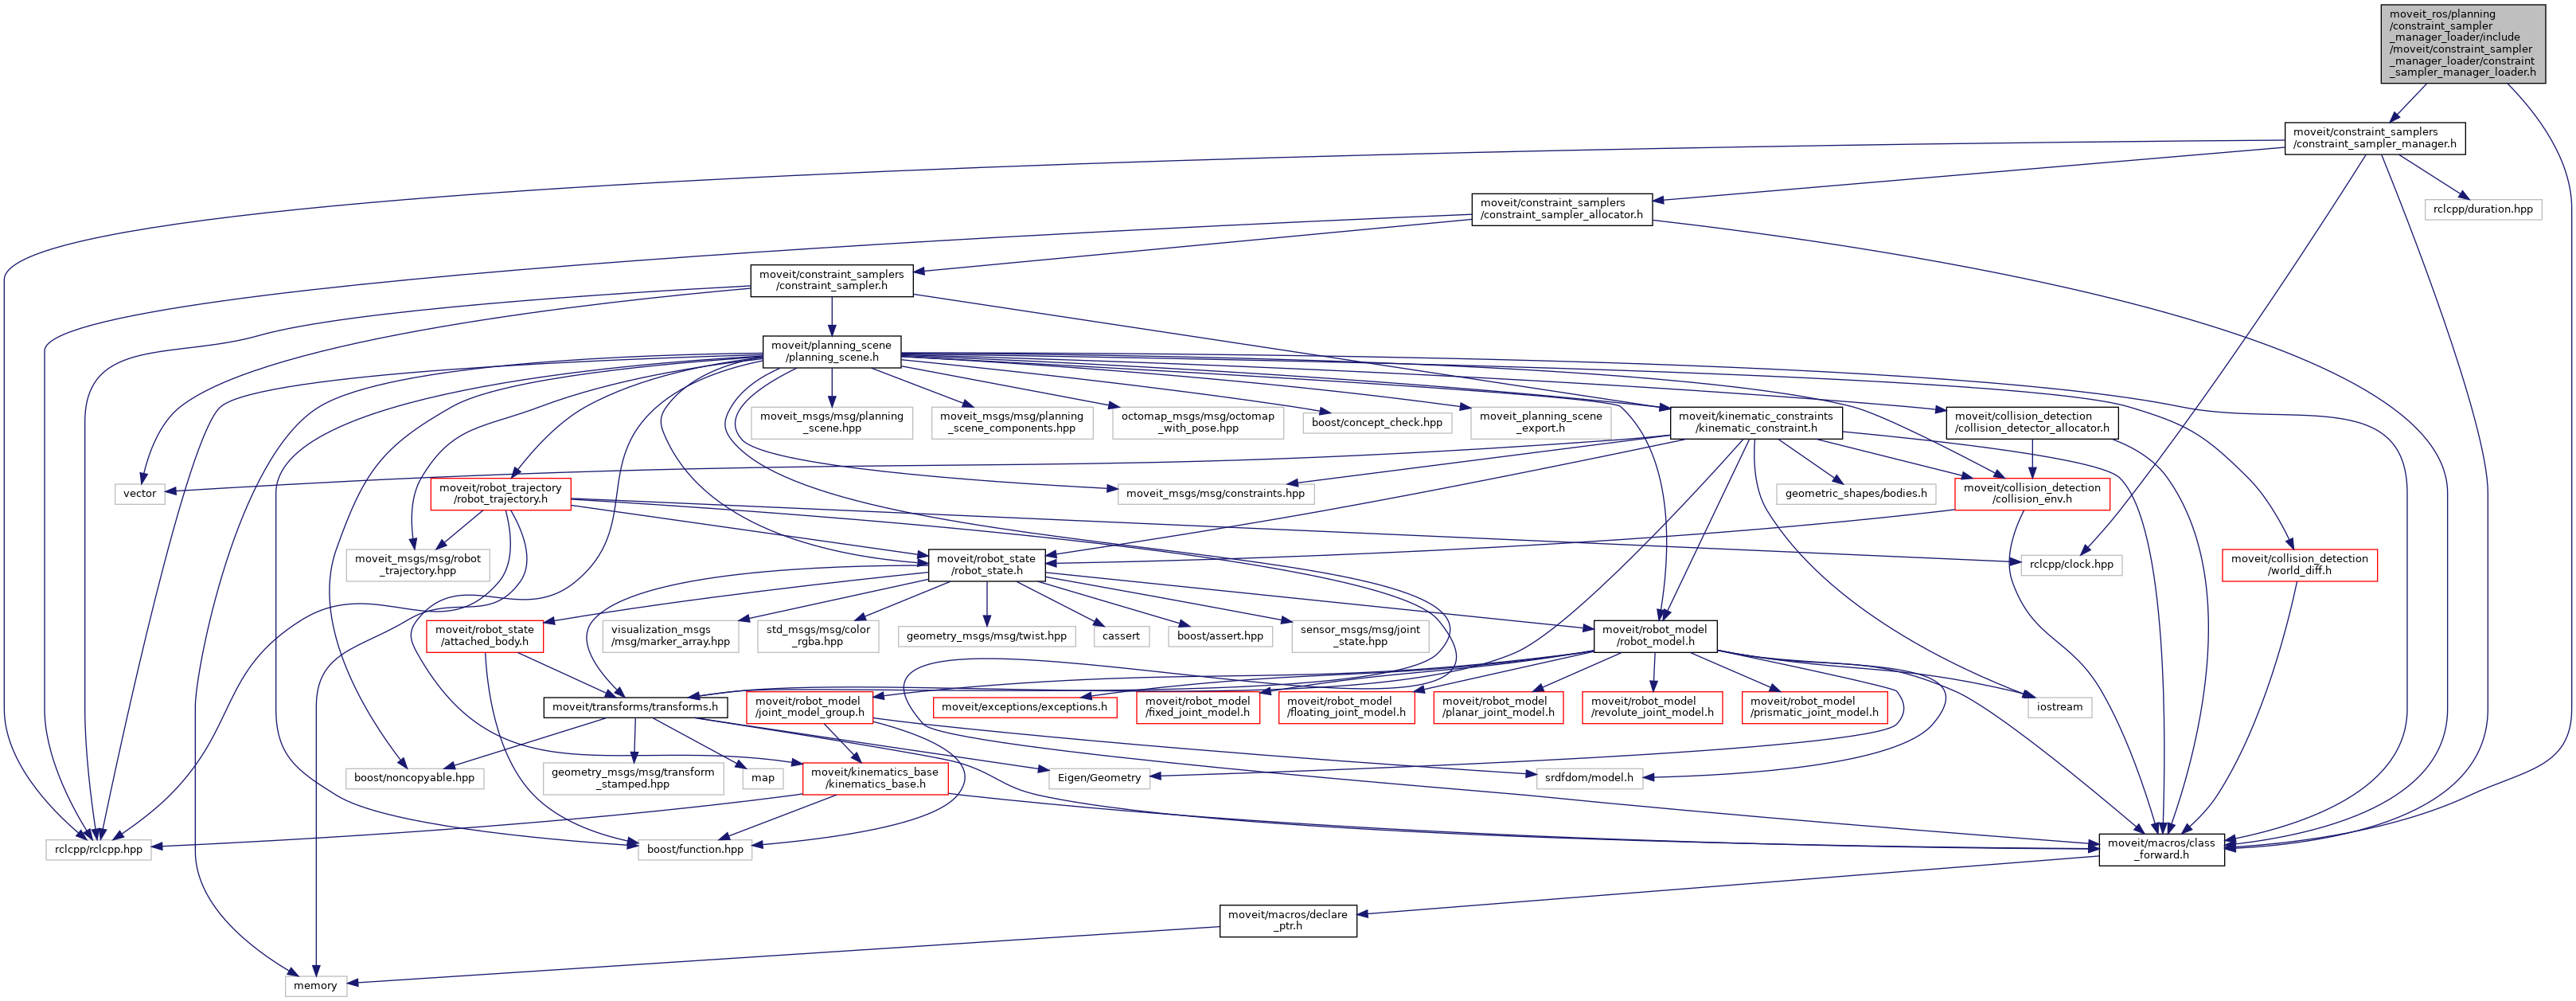 moveit_ros/planning
/constraint_sampler
_manager_loader/include
/moveit/constraint_sampler
_manager_loader/constraint
_sampler_manager_loader.h
moveit/constraint_samplers
/constraint_sampler_manager.h
moveit/constraint_samplers
/constraint_sampler_allocator.h
rclcpp/duration.hpp
moveit/constraint_samplers
/constraint_sampler.h
moveit/planning_scene
/planning_scene.h
moveit_msgs/msg/planning
_scene.hpp
moveit_msgs/msg/planning
_scene_components.hpp
octomap_msgs/msg/octomap
_with_pose.hpp
boost/concept_check.hpp
moveit_planning_scene
_export.h
moveit/kinematic_constraints
/kinematic_constraint.h
moveit/collision_detection
/collision_detector_allocator.h
vector
moveit/robot_trajectory
/robot_trajectory.h
moveit_msgs/msg/constraints.hpp
geometric_shapes/bodies.h
moveit/collision_detection
/collision_env.h
moveit_msgs/msg/robot
_trajectory.hpp
moveit/robot_state
/robot_state.h
rclcpp/clock.hpp
moveit/collision_detection
/world_diff.h
moveit/robot_state
/attached_body.h
visualization_msgs
/msg/marker_array.hpp
std_msgs/msg/color
_rgba.hpp
geometry_msgs/msg/twist.hpp
cassert
boost/assert.hpp
sensor_msgs/msg/joint
_state.hpp
moveit/robot_model
/robot_model.h
moveit/transforms/transforms.h
moveit/robot_model
/joint_model_group.h
moveit/exceptions/exceptions.h
moveit/robot_model
/fixed_joint_model.h
moveit/robot_model
/floating_joint_model.h
moveit/robot_model
/planar_joint_model.h
moveit/robot_model
/revolute_joint_model.h
moveit/robot_model
/prismatic_joint_model.h
iostream
boost/noncopyable.hpp
geometry_msgs/msg/transform
_stamped.hpp
map
moveit/kinematics_base
/kinematics_base.h
Eigen/Geometry
srdfdom/model.h
rclcpp/rclcpp.hpp
boost/function.hpp
moveit/macros/class
_forward.h
moveit/macros/declare
_ptr.h
memory